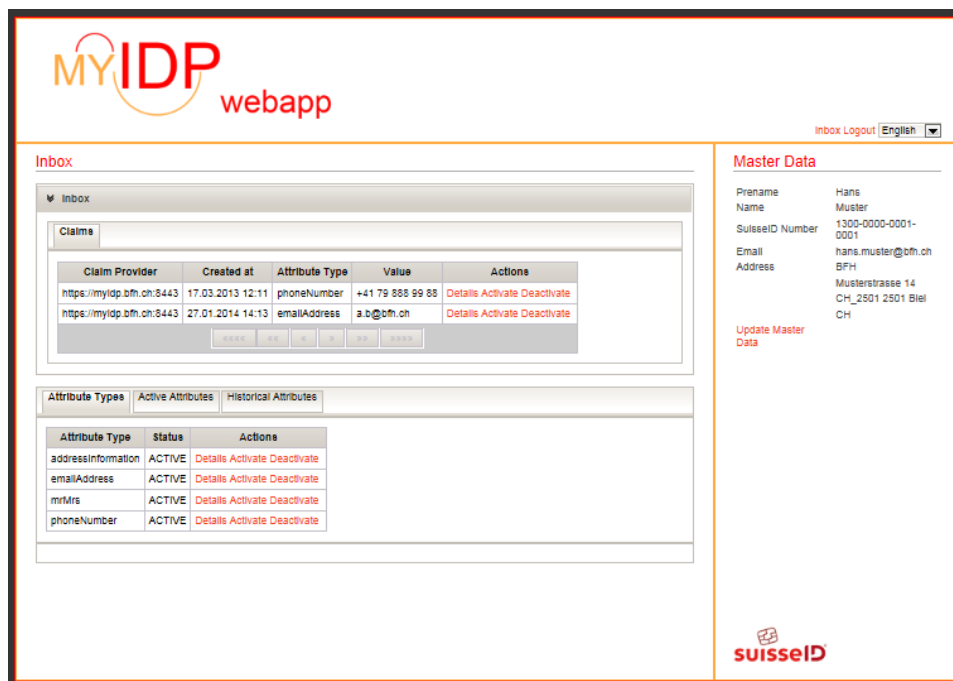 MYIDP
webapp
Inbox Logout English
Inbox
Inbox
Claims
Claim Provider Created at Attribute Type Value Actions
https://myidp.bfh.ch:8443 17.03.2013 12:11 phoneNumber +41 79 888 99 88 Details Activate Deactivate
https://myidp.bfh.ch:8443 27.01.2014 14:13 emailAddress a.b@bfh.ch Details Activate Deactivate
<<<< << < > >> >>>>
Attribute Types Active Attributes Historical Attributes
Attribute Type Status Actions
addressInformation ACTIVE Details Activate Deactivate
emailAddress ACTIVE Details Activate Deactivate
mrMrs ACTIVE Details Activate Deactivate
phoneNumber ACTIVE Details Activate Deactivate
Master Data
Prename Hans
Name Muster
SuisseID Number 1300-0000-0001-
0001
Email hans.muster@bfh.ch
Address BFH
Musterstrasse 14
CH_2501 2501 Biel
CH
Update Master
Data
suisseID